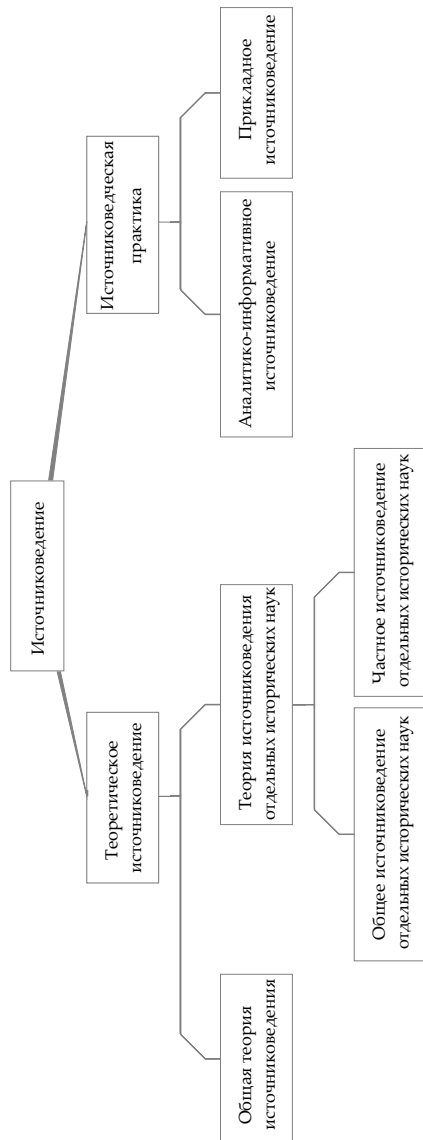 Источниковедение
Теоретическое
источниковедение
Источниковедческая
практика
Общая теория
источниковедения
Теория источниковедения
отдельных исторических наук
Аналитико-информативное
источниковедение
Прикладное
источниковедение
Общее источниковедение
отдельных исторических наук
Частное источниковедение
отдельных исторических наук